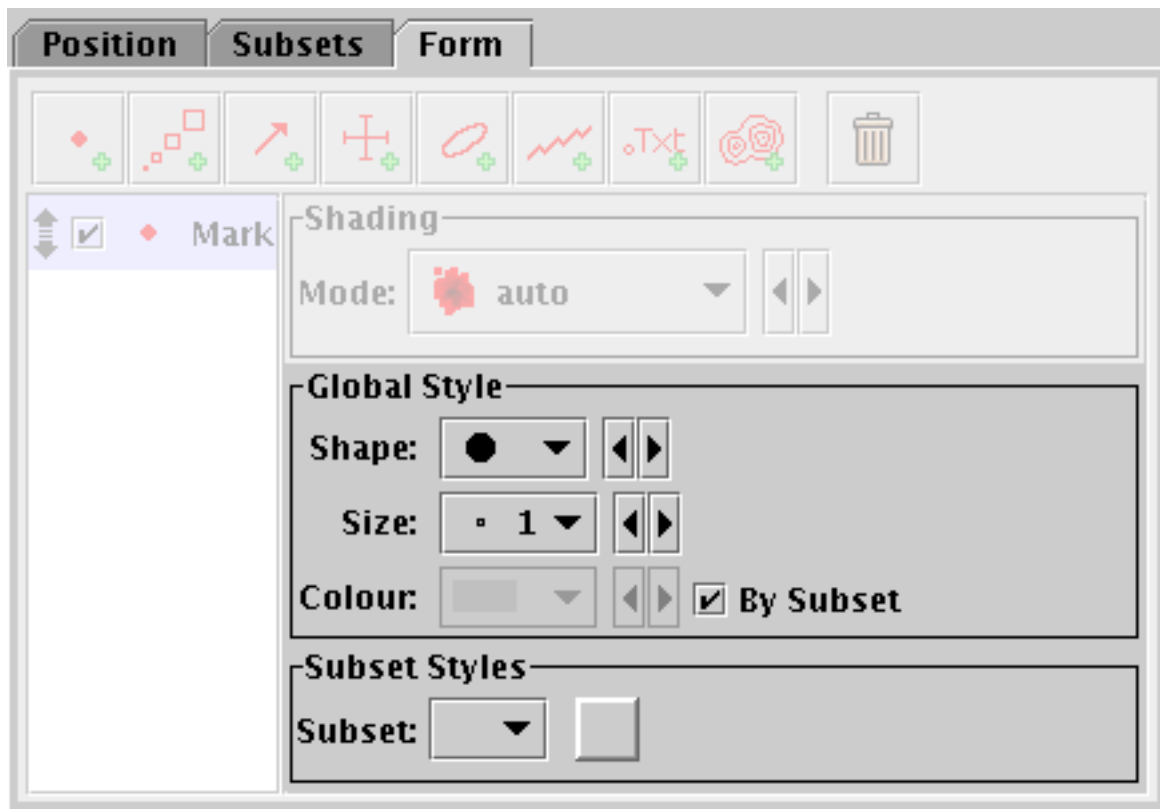 Position Subsets Form
.Txt
Mark
Shading
Mode: auto
Global Style
Shape:
Size: 1
Colour: By Subset
Subset Styles
Subset: